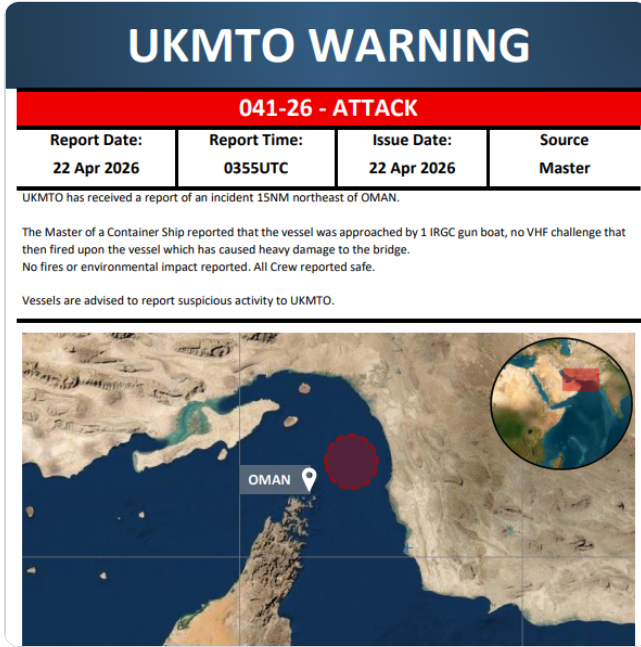 UKMTO WARNING
041-26 - ATTACK
Report Date:
22 Apr 2026
Report Time:
0355UTC
Issue Date:
22 Apr 2026
Source
Master
UKMTO has received a report of an incident 15NM northeast of OMAN.
The Master of a Container Ship reported that the vessel was approached by 1 IRGC gun boat, no VHF challenge that
then fired upon the vessel which has caused heavy damage to the bridge.
No fires or environmental impact reported. All Crew reported safe.
Vessels are advised to report suspicious activity to UKMTO.
OMAN